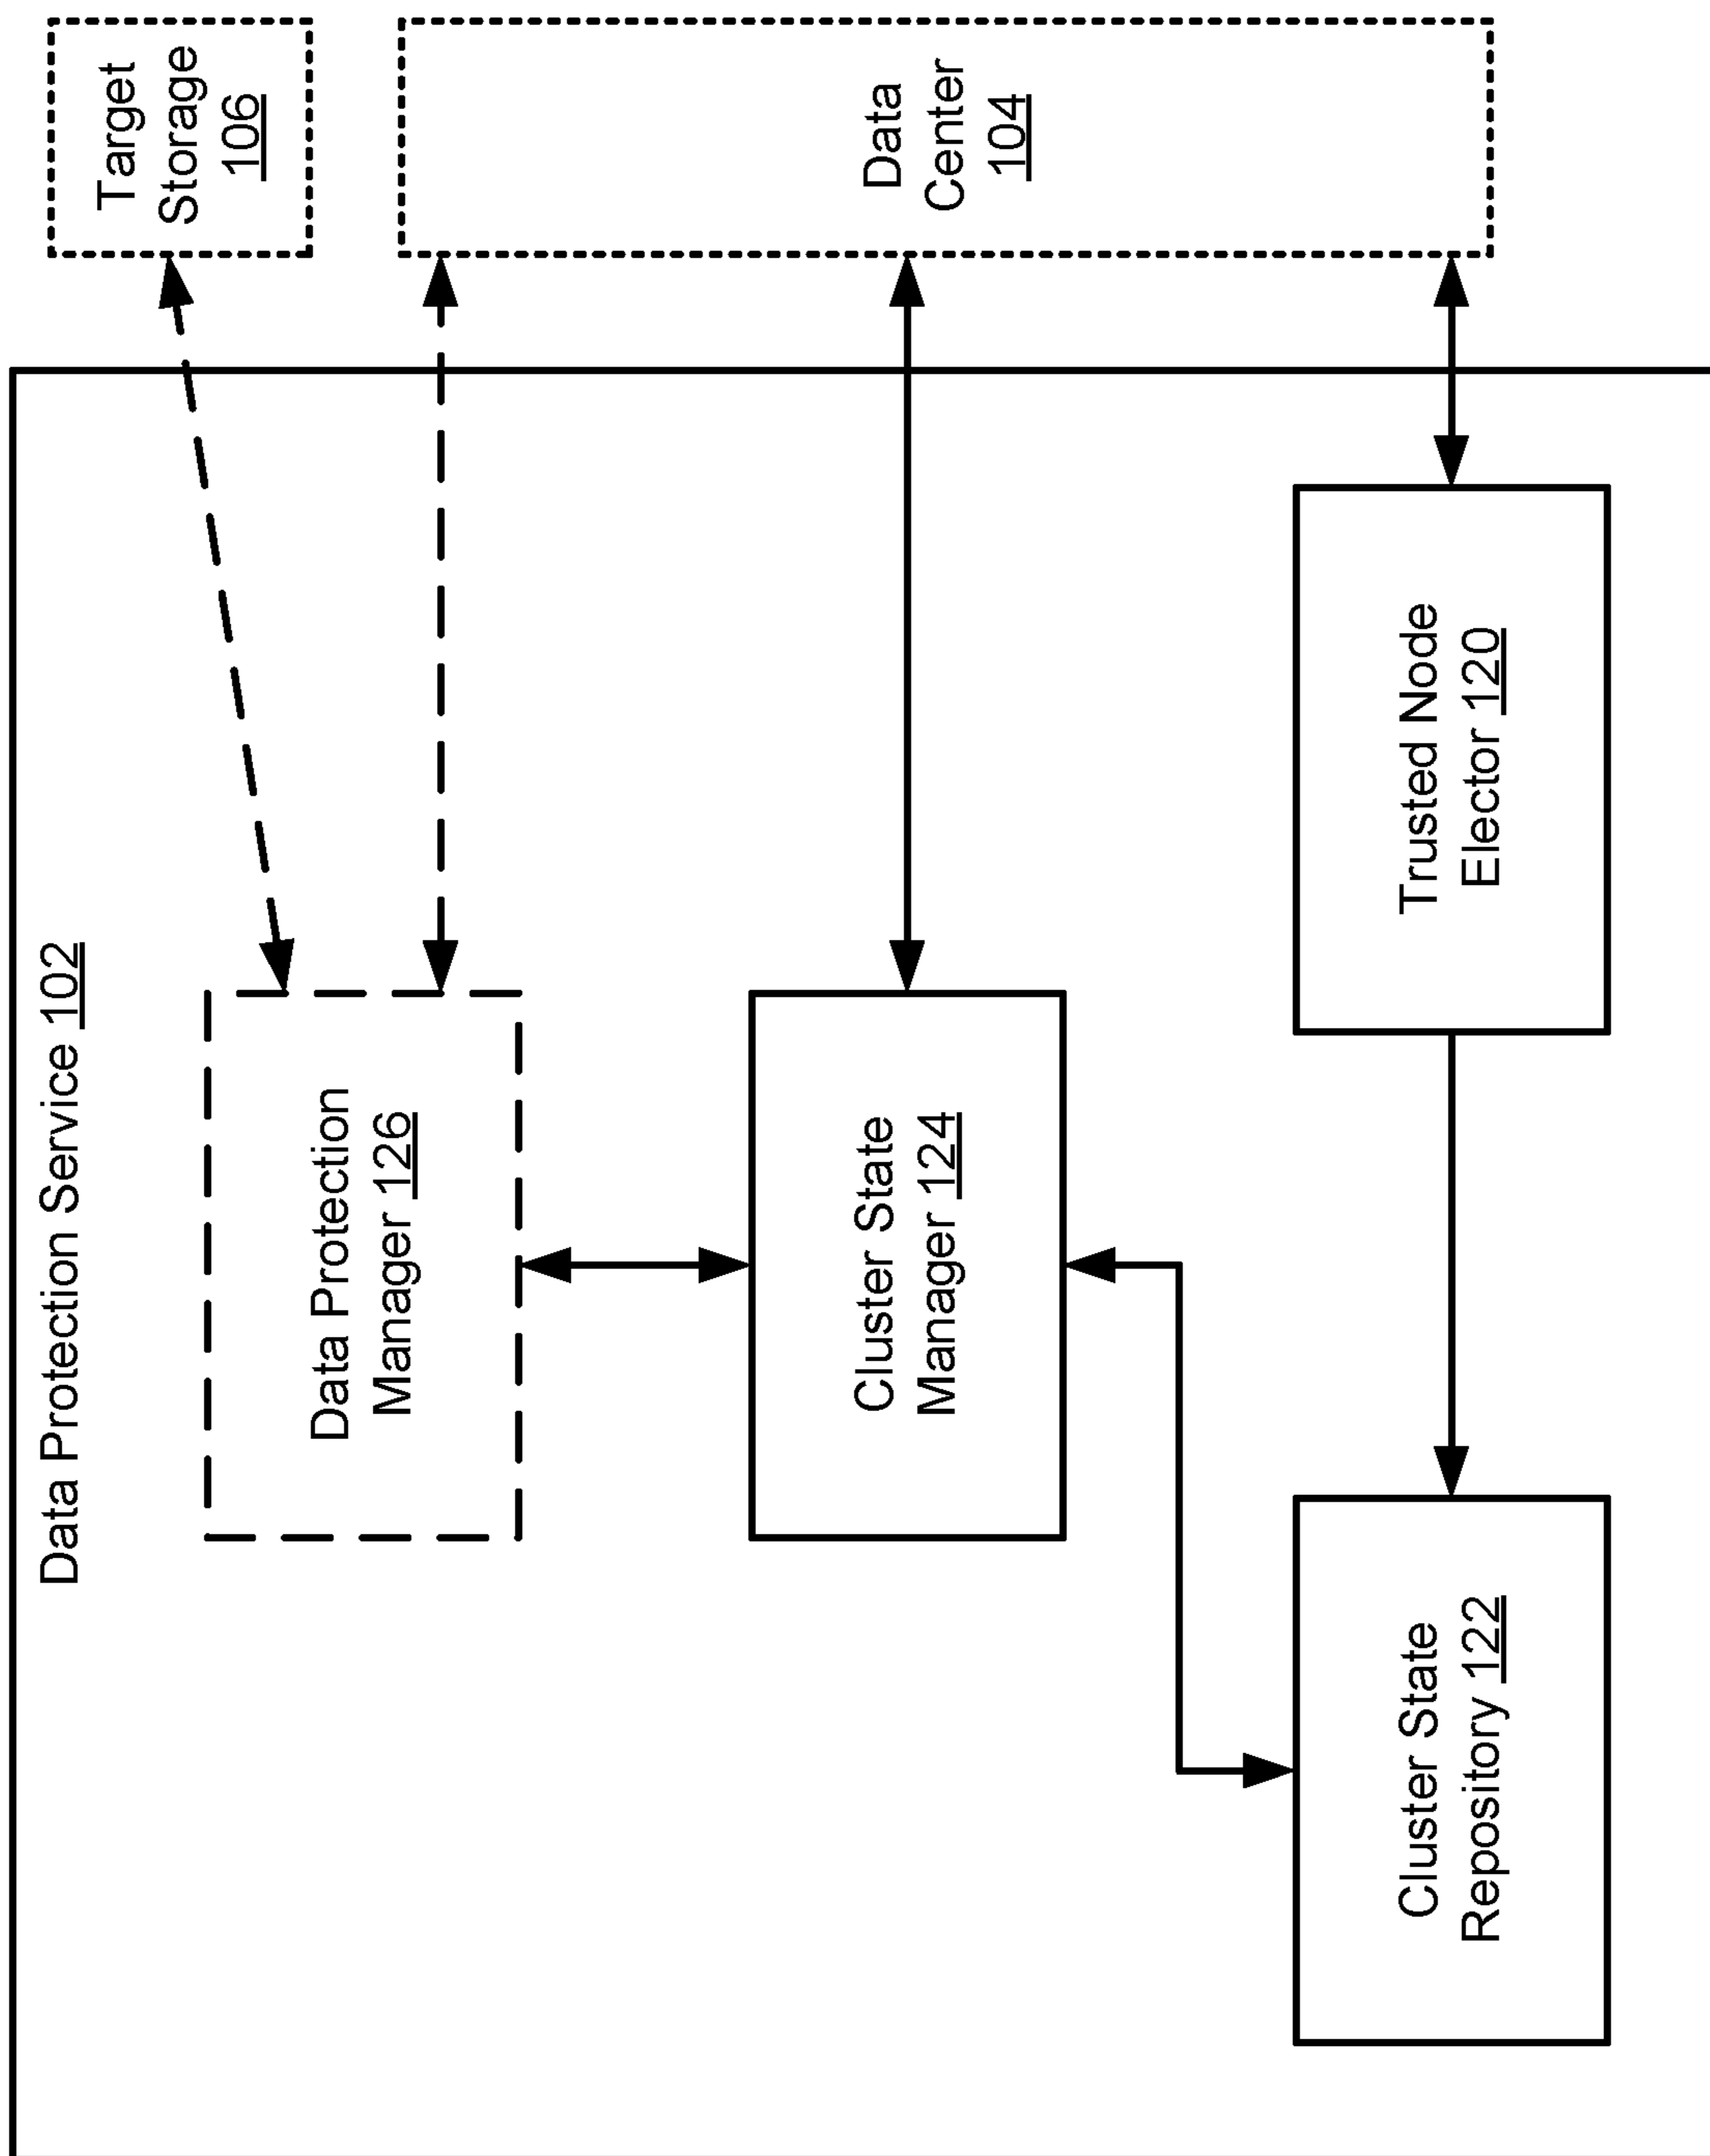 Data Protection Service 102
Target
Storage
106
Data Protection
Manager 126
Data
Center
104
Cluster State
Manager 124
Cluster State
Repository 122
Trusted Node
Elector 120